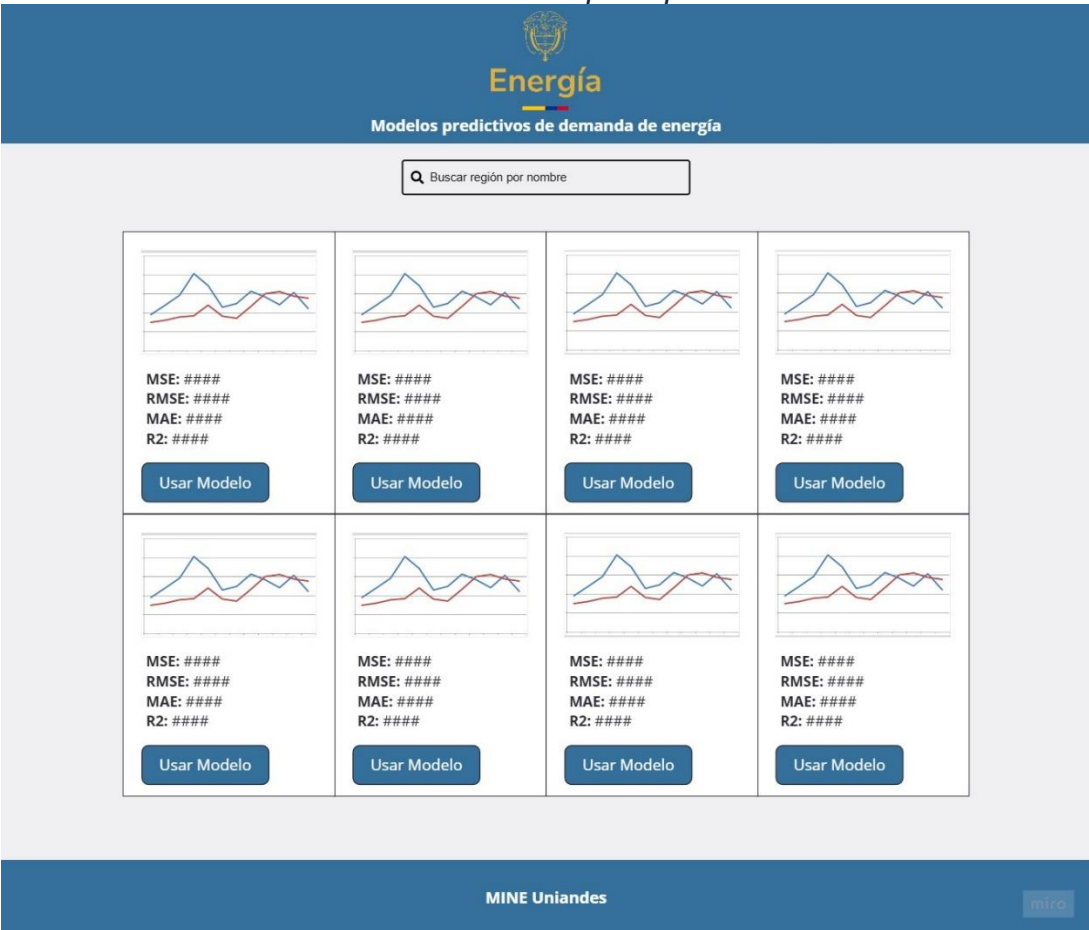 Energía
Modelos predictivos de demanda de energía
Buscar región por nombre
MSE: ####
RMSE: ####
MAE: ####
R2: ####
Usar Modelo
MSE: ####
RMSE: ####
MAE: ####
R2: ####
Usar Modelo
MSE: ####
RMSE: ####
MAE: ####
R2: ####
Usar Modelo
MSE: ####
RMSE: ####
MAE: ####
R2: ####
Usar Modelo
MSE: ####
RMSE: ####
MAE: ####
R2: ####
Usar Modelo
MSE: ####
RMSE: ####
MAE: ####
R2: ####
Usar Modelo
MSE: ####
RMSE: ####
MAE: ####
R2: ####
Usar Modelo
MSE: ####
RMSE: ####
MAE: ####
R2: ####
Usar Modelo
MINE Uniandes
miro